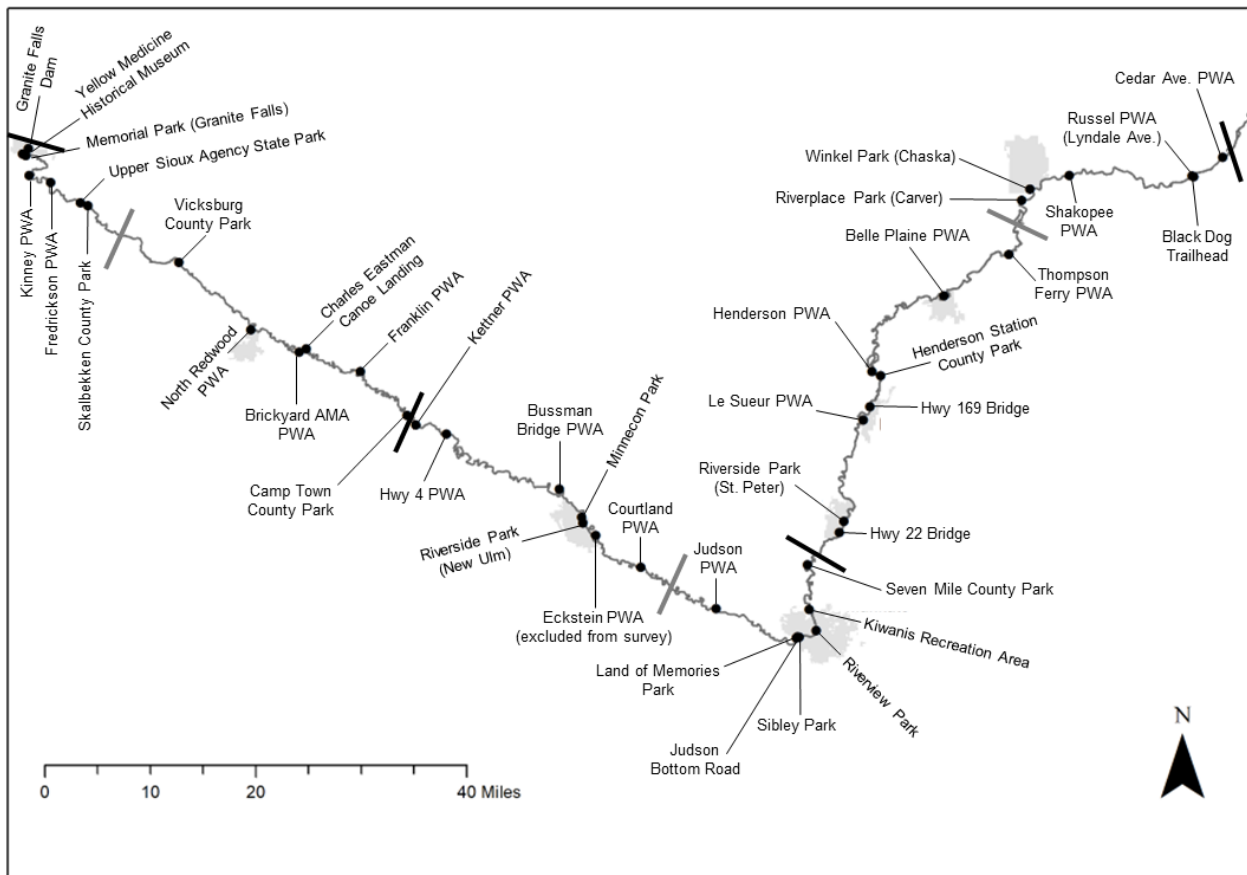 Granite Falls
Dam
Yellow Medicine
Historical Museum
Memorial Park (Granite Falls)
Upper Sioux Agency State Park
Kinney PWA
Fredrickson PWA
Skalbekken County Park
Vicksburg
County Park
North Redwood
PWA
Charles Eastman
Canoe Landing
Brickyard AMA
PWA
Franklin PWA
Kettner PWA
Camp Town
County Park
Hwy 4 PWA
Bussman
Bridge PWA
Minnecon Park
Riverside Park
(New Ulm)
Courtland
PWA
Eckstein PWA
(excluded from survey)
Judson
PWA
Land of Memories
Park
Judson
Bottom Road
Sibley Park
Riverview Park
Kiwanis Recreation Area
Seven Mile County Park
Hwy 22 Bridge
Riverside Park
(St. Peter)
Le Sueur PWA
Hwy 169 Bridge
Henderson PWA
Henderson Station
County Park
Belle Plaine PWA
Thompson
Ferry PWA
Riverplace Park (Carver)
Winkel Park (Chaska)
Shakopee
PWA
Russel PWA
(Lyndale Ave.)
Black Dog
Trailhead
Cedar Ave. PWA
0 10 20 40 Miles
N